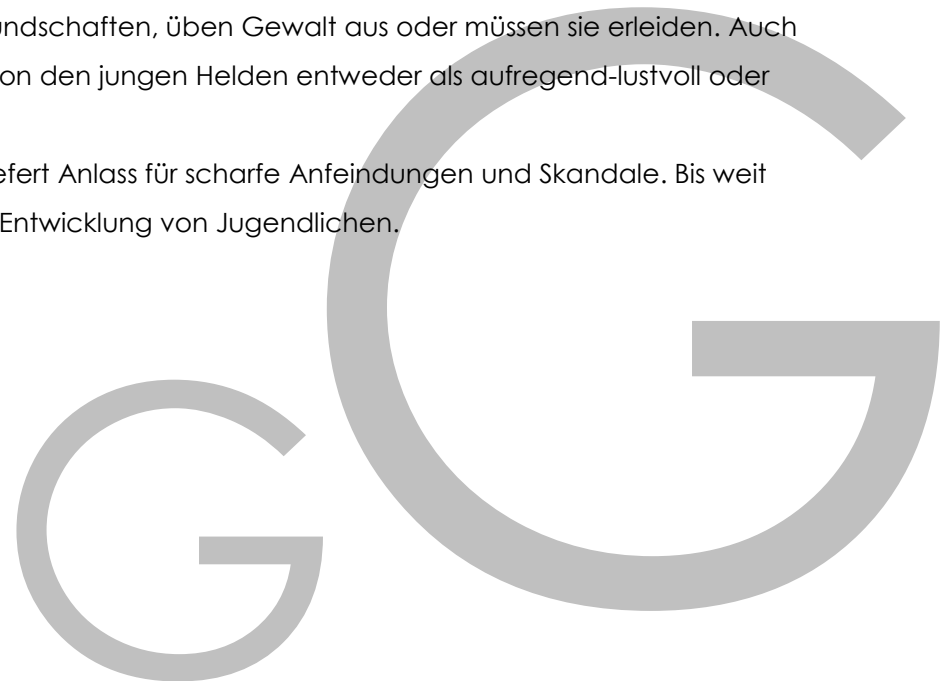 undschaften, üben Gewalt aus oder müssen sie erleiden. Auch
on den jungen Helden entweder als aufregend-lustvoll oder
efert Anlass für scharfe Anfeindungen und Skandale. Bis weit
Entwicklung von Jugendlichen.
G
G